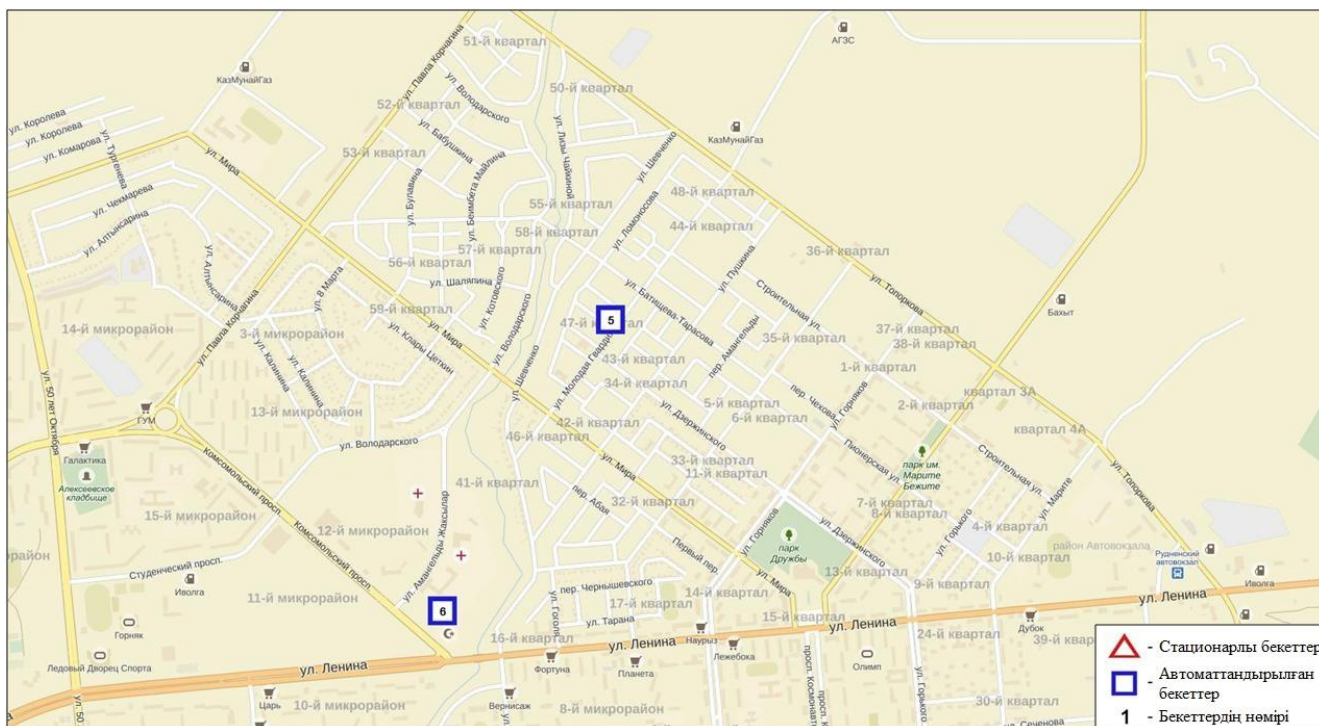 51-й квартал
АГЗС
КазМунайГаз
ул. Павла Корчагина
ул. Володарского
50-й квартал
52-й квартал
ул. Королева
ул. Королева
ул. Комарова
ул. Тургенева
ул. Бабушкина
ул. Лизы Чайкиной
КазМунайГаз
ул. Шевченко
ул. Мира
53-й квартал
ул. Чекмарева
ул. Булавина
ул. Беимбета Майлина
48-й квартал
ул. Ломоносова
55-й квартал
44-й квартал
ул. Алтынсарина
58-й квартал
36-й квартал
57-й квартал
ул. Пушкина
ул. Топоркова
56-й квартал
ул. Алтынсарина
ул. 8 Марта
ул. Шаляпина
ул. Котовского
ул. Батищева-Тарасова
Строительная ул.
Бахыт
59-й квартал
ул. Володарского
5
47-й квартал
37-й квартал
14-й микрорайон
ул. Павла Корчагина
3-й микрорайон
ул. Мира
35-й квартал
38-й квартал
ул. Клары Цеткин
ул. Шевченко
ул. Молодая Гварди
43-й квартал
пер. Амангельды
1-й квартал
ул. Калинина
ул. Калинина
34-й квартал
пер. Чехова
ул. Горняков
квартал 3А
ул. 50 лет Октября
5-й квартал
2-й квартал
13-й микрорайон
ГУМ
ул. Дзержинского
6-й квартал
42-й квартал
квартал 4А
ул. Володарского
46-й квартал
Пионерская ул.
Галактика
Комсомольский просп.
ул. Мира
33-й квартал
парк им.
Марите
Бежите
Строительная ул.
Алексеевское
кладбище
11-й квартал
ул. Марите
ул. Топоркова
41-й квартал
пер. Абая
32-й квартал
7-й квартал
8-й квартал
15-й микрорайон
12-й микрорайон
ул. Горняков
ул. Горького
4-й квартал
ул. Дзержинского
Комсомольский просп.
ул. Амангельды Жаксылар
Первый пер.
парк
Дружбы
10-й квартал
район Автовокзала
Рудненский
автовокзал
Студенческий просп.
пер. Чернышевского
ул. Мира
13-й квартал
9-й квартал
Иволга
Иволга
11-й микрорайон
6
ул. Гоголя
17-й квартал
14-й квартал
ул. Ленина
Горняк
ул. Тарана
15-й квартал
Дубок
16-й квартал
ул. Ленина
Наурыз
ул. Ленина
24-й квартал
39-й квар
Ледовый Дворец Спорта
ул. Ленина
Фортуна
Лежебока
Планета
Олимп
Царь
Вернисаж
просп. Космонавт
ул. Горького
30-й квартал
ул. 50
10-й микрорайон
8-й микрорайон
ул. Сеченова
- Стационарлы бекеттер
- Автоматтандырылған
бекеттер
1 - Бекеттердің нөмірі